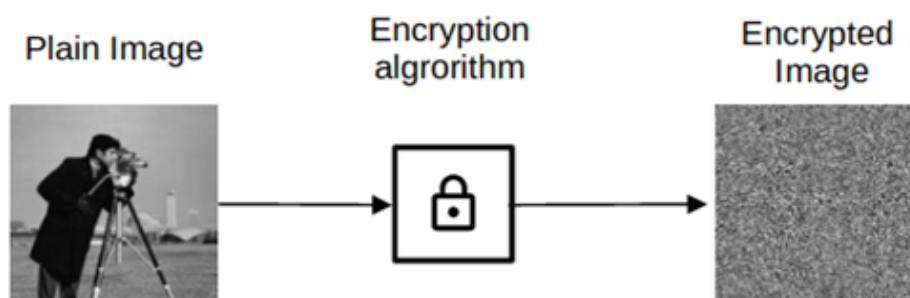 Plain Image
Encryption
algrorithm
Encrypted
Image